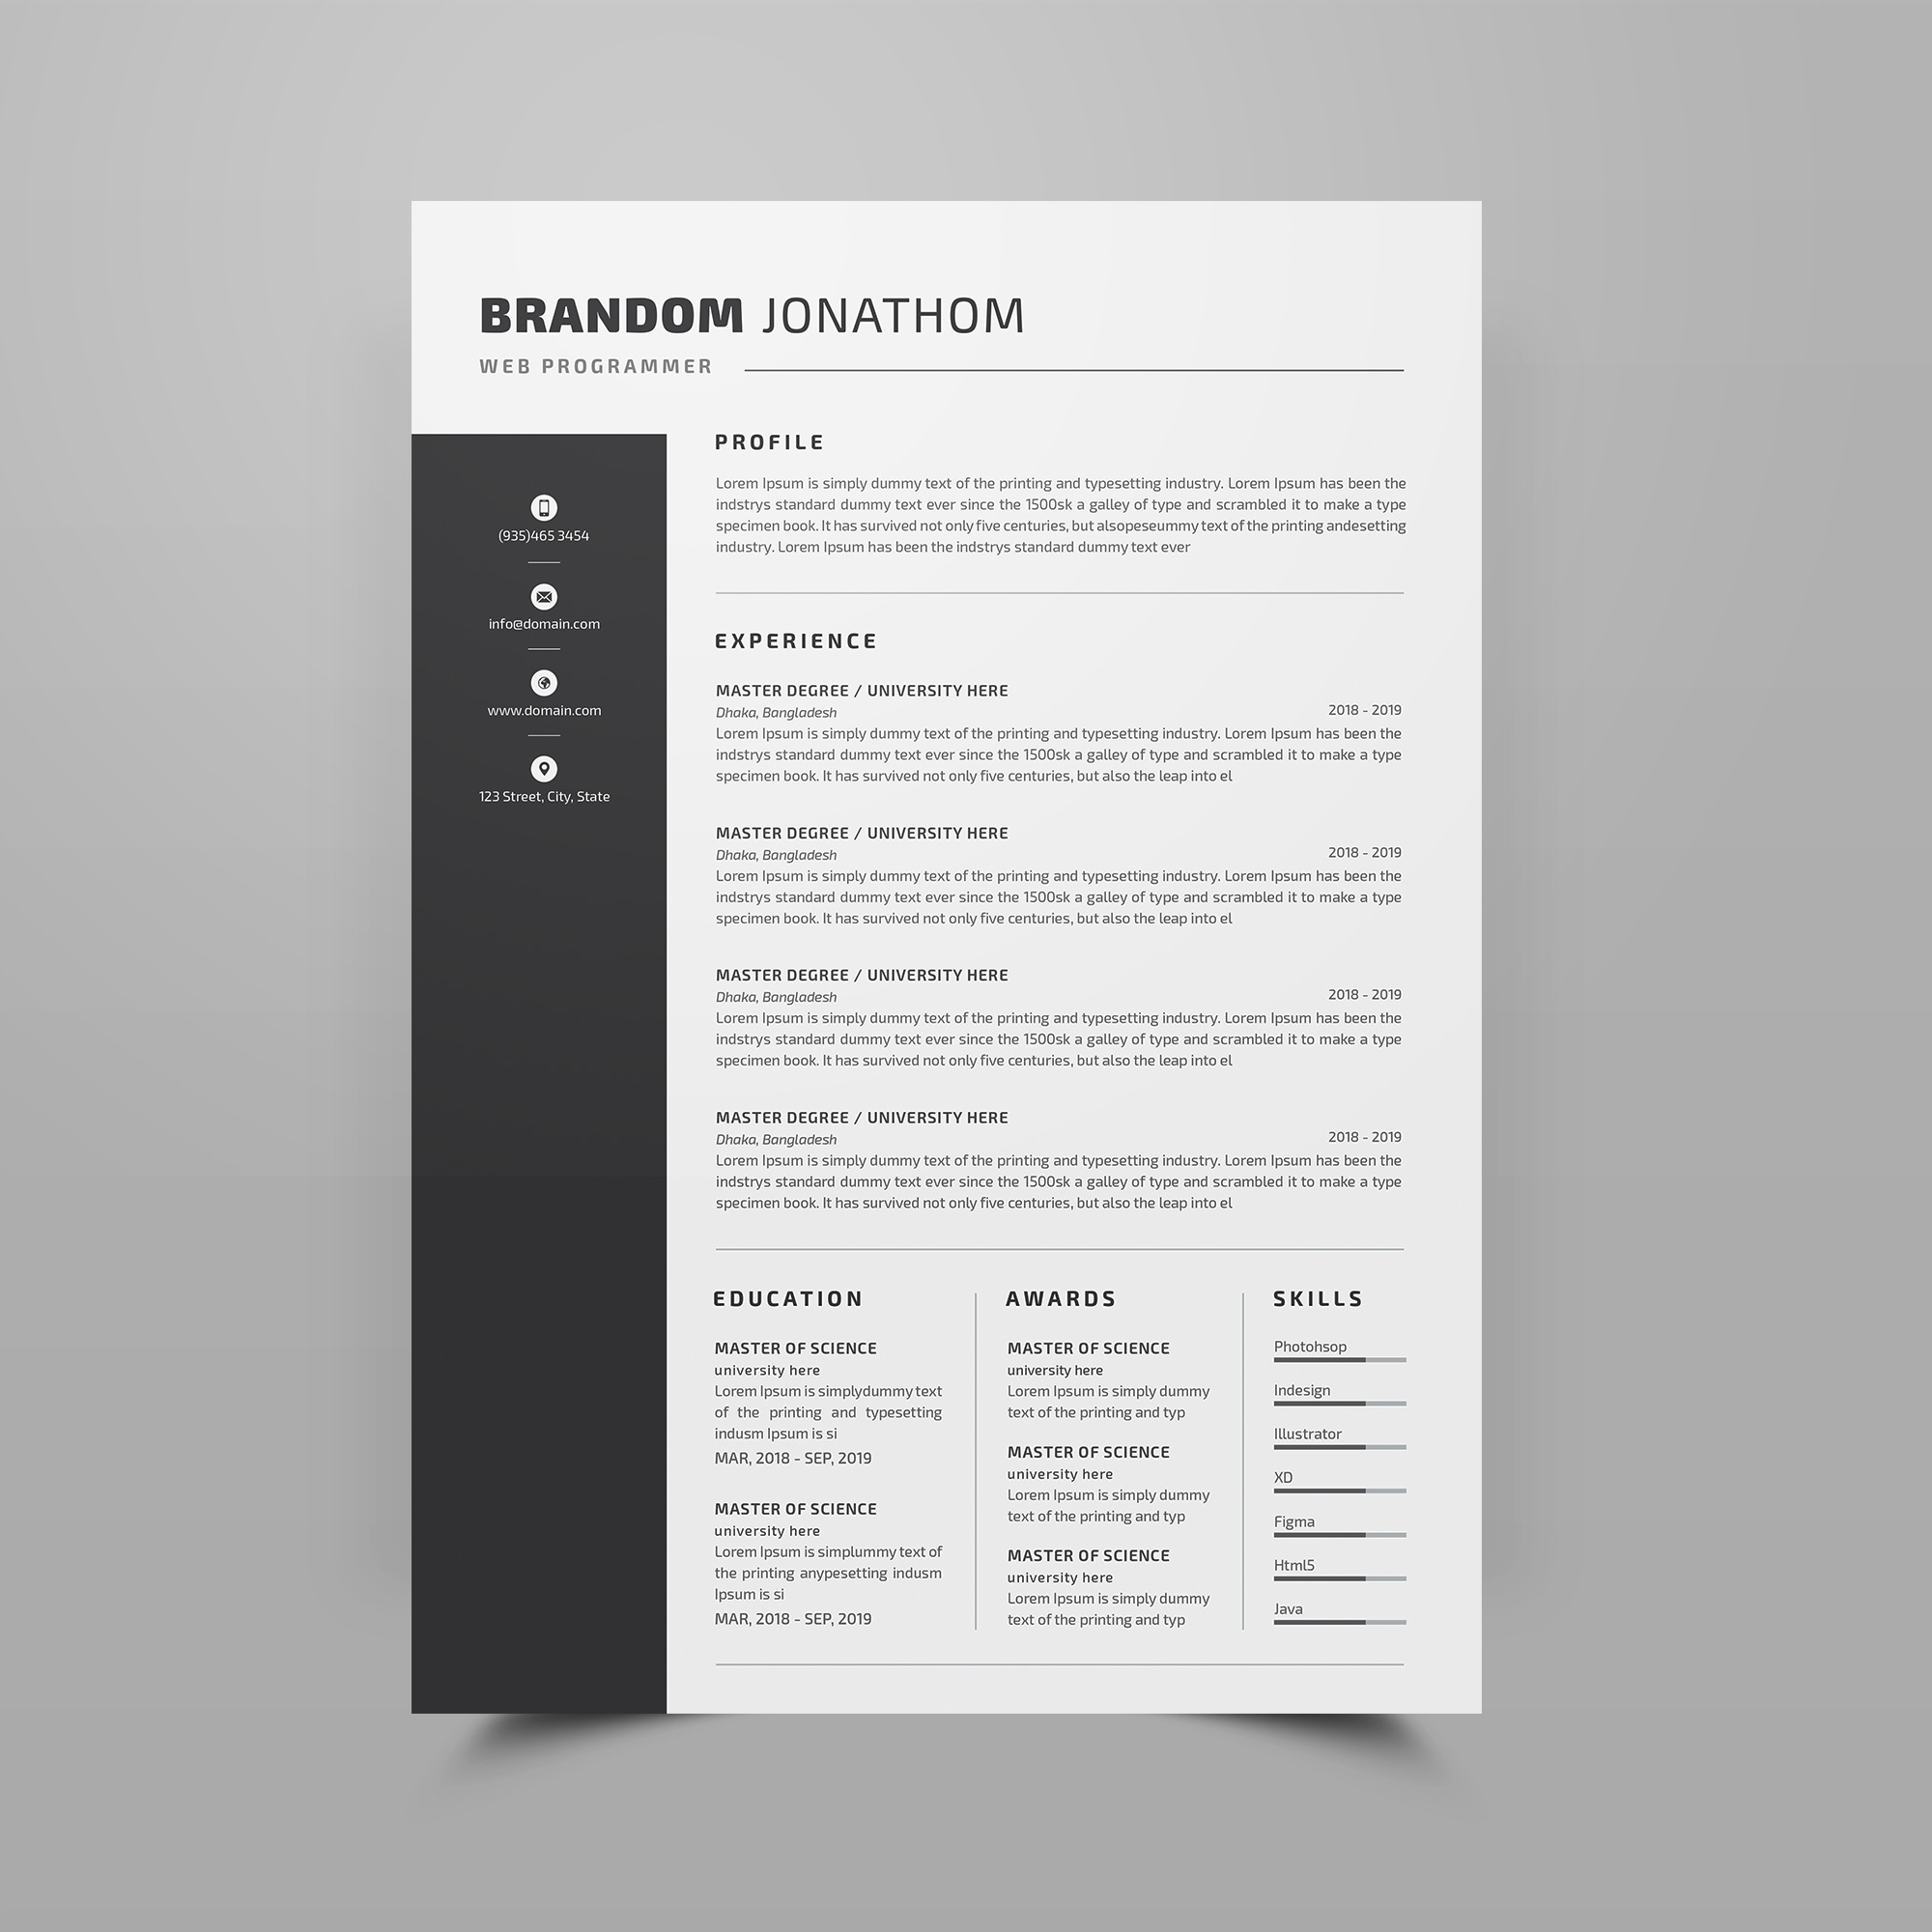 BRANDOM JONATHOM
WEB PROGRAMMER
(935)465 3454
info@domain.com
www.domain.com
123 Street, City, State
PROFILE
Lorem Ipsum is simply dummy text of the printing and typesetting industry. Lorem Ipsum has been the
indstrys standard dummy text ever since the 1500sk a galley of type and scrambled it to make a type
specimen book. It has survived not only five centuries, but alsopeseummy text of the printing andesetting
industry. Lorem Ipsum has been the indstrys standard dummy text ever
EXPERIENCE
MASTER DEGREE / UNIVERSITY HERE
Dhaka, Bangladesh 2018 - 2019
Lorem Ipsum is simply dummy text of the printing and typesetting industry. Lorem Ipsum has been the
indstrys standard dummy text ever since the 1500sk a galley of type and scrambled it to make a type
specimen book. It has survived not only five centuries, but also the leap into el
MASTER DEGREE / UNIVERSITY HERE
Dhaka, Bangladesh 2018 - 2019
Lorem Ipsum is simply dummy text of the printing and typesetting industry. Lorem Ipsum has been the
indstrys standard dummy text ever since the 1500sk a galley of type and scrambled it to make a type
specimen book. It has survived not only five centuries, but also the leap into el
MASTER DEGREE / UNIVERSITY HERE
Dhaka, Bangladesh 2018 - 2019
Lorem Ipsum is simply dummy text of the printing and typesetting industry. Lorem Ipsum has been the
indstrys standard dummy text ever since the 1500sk a galley of type and scrambled it to make a type
specimen book. It has survived not only five centuries, but also the leap into el
MASTER DEGREE / UNIVERSITY HERE
Dhaka, Bangladesh 2018 - 2019
Lorem Ipsum is simply dummy text of the printing and typesetting industry. Lorem Ipsum has been the
indstrys standard dummy text ever since the 1500sk a galley of type and scrambled it to make a type
specimen book. It has survived not only five centuries, but also the leap into el
EDUCATION
MASTER OF SCIENCE
university here
Lorem Ipsum is simplydummy text
of the printing and typesetting
indusm Ipsum is si
MAR, 2018 - SEP, 2019
MASTER OF SCIENCE
university here
Lorem Ipsum is simplummy text of
the printing anypesetting indusm
Ipsum is si
MAR, 2018 - SEP, 2019
AWARDS
MASTER OF SCIENCE
university here
Lorem Ipsum is simply dummy
text of the printing and typ
MASTER OF SCIENCE
university here
Lorem Ipsum is simply dummy
text of the printing and typ
MASTER OF SCIENCE
university here
Lorem Ipsum is simply dummy
text of the printing and typ
SKILLS
Photohsop
Indesign
Illustrator
XD
Figma
Html5
Java